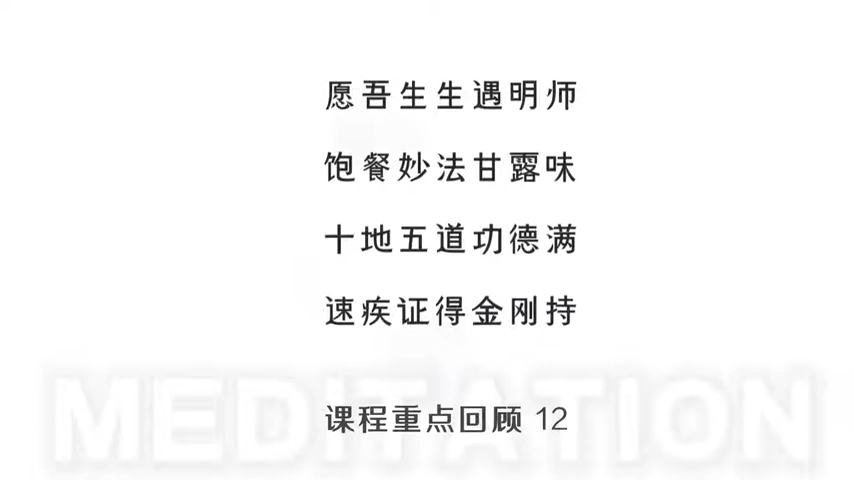 愿吾生生遇明师
饱餐妙法甘露味
十地五道功德满
速疾证得金刚持
MEDITATION
课程重点回顾 12